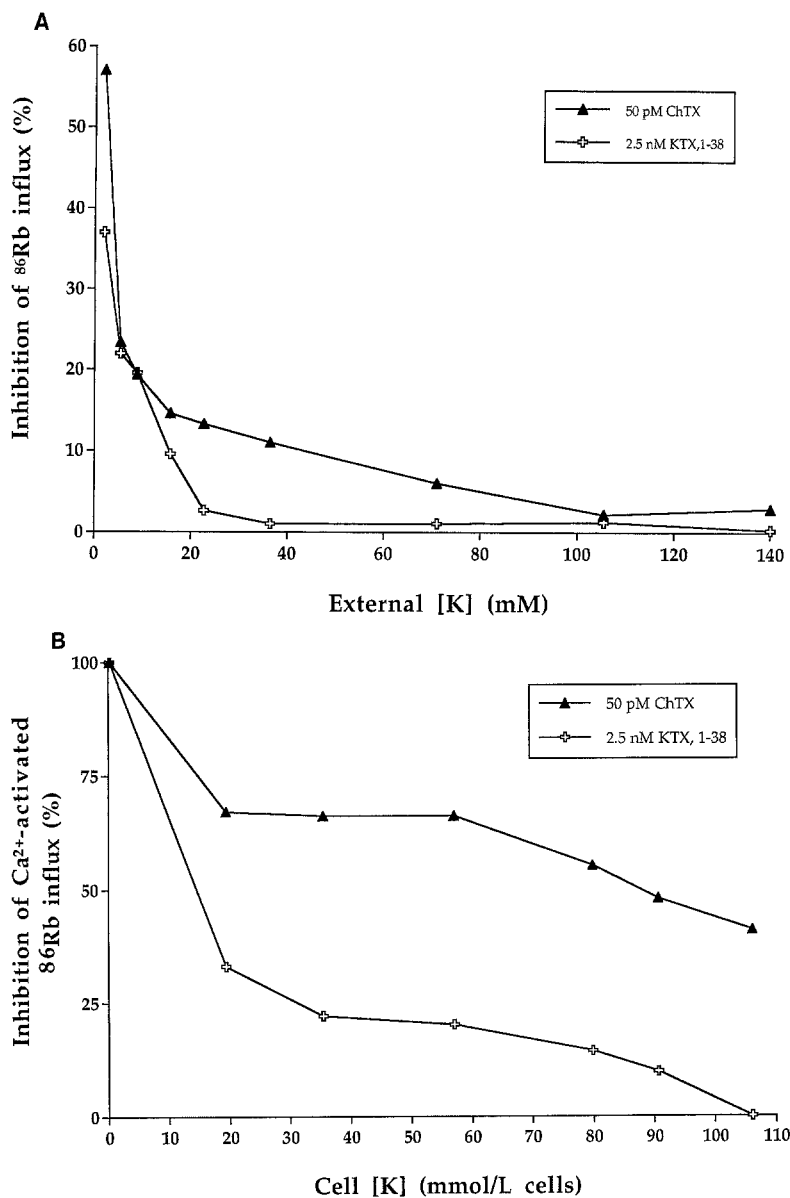 A
60
50
40
30
20
10
0
Inhibition of ⁸⁶Rb influx (%)
50 pM ChTX
2.5 nM KTX,1-38
0 20 40 60 80 100 120 140
External [K] (mM)
B
100
75
50
25
0
Inhibition of Ca²⁺-activated
⁸⁶Rb influx (%)
50 pM ChTX
2.5 nM KTX, 1-38
0 10 20 30 40 50 60 70 80 90 100 110
Cell [K] (mmol/L cells)